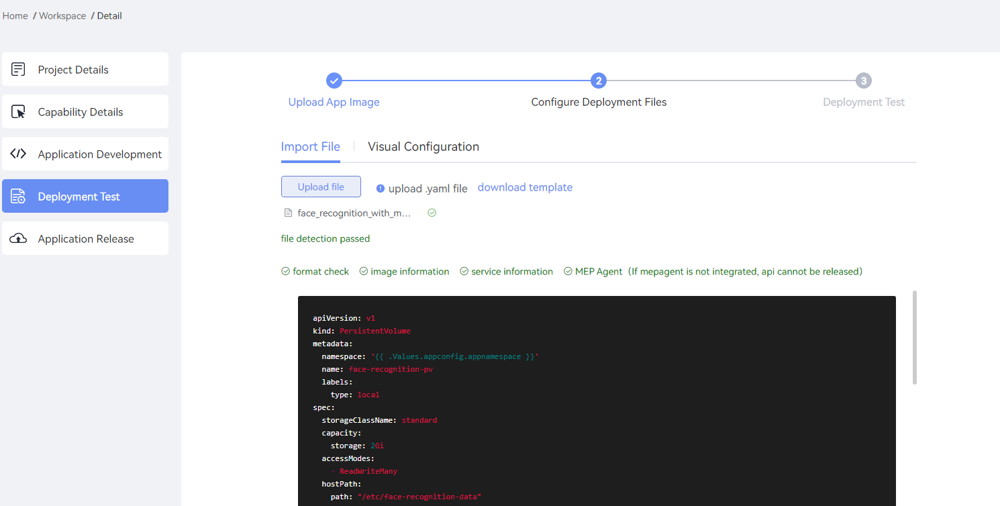 Home / Workspace / Detail
Project Details
Capability Details
Application Development
Deployment Test
Application Release
2
3
Upload App Image
Configure Deployment Files
Deployment Test
Import File
Visual Configuration
Upload file
! upload .yaml file
download template
face_recognition_with_m...
file detection passed
format check
image information
service information
MEP Agent（If mepagent is not integrated, api cannot be released）
apiVersion: v1
kind: PersistentVolume
metadata:
  namespace: '{{ .Values.appconfig.appnamespace }}'
  name: face-recognition-pv
  labels:
    type: local
spec:
  storageClassName: standard
  capacity:
    storage: 2Gi
  accessModes:
    - ReadWriteMany
  hostPath:
    path: "/etc/face-recognition-data"